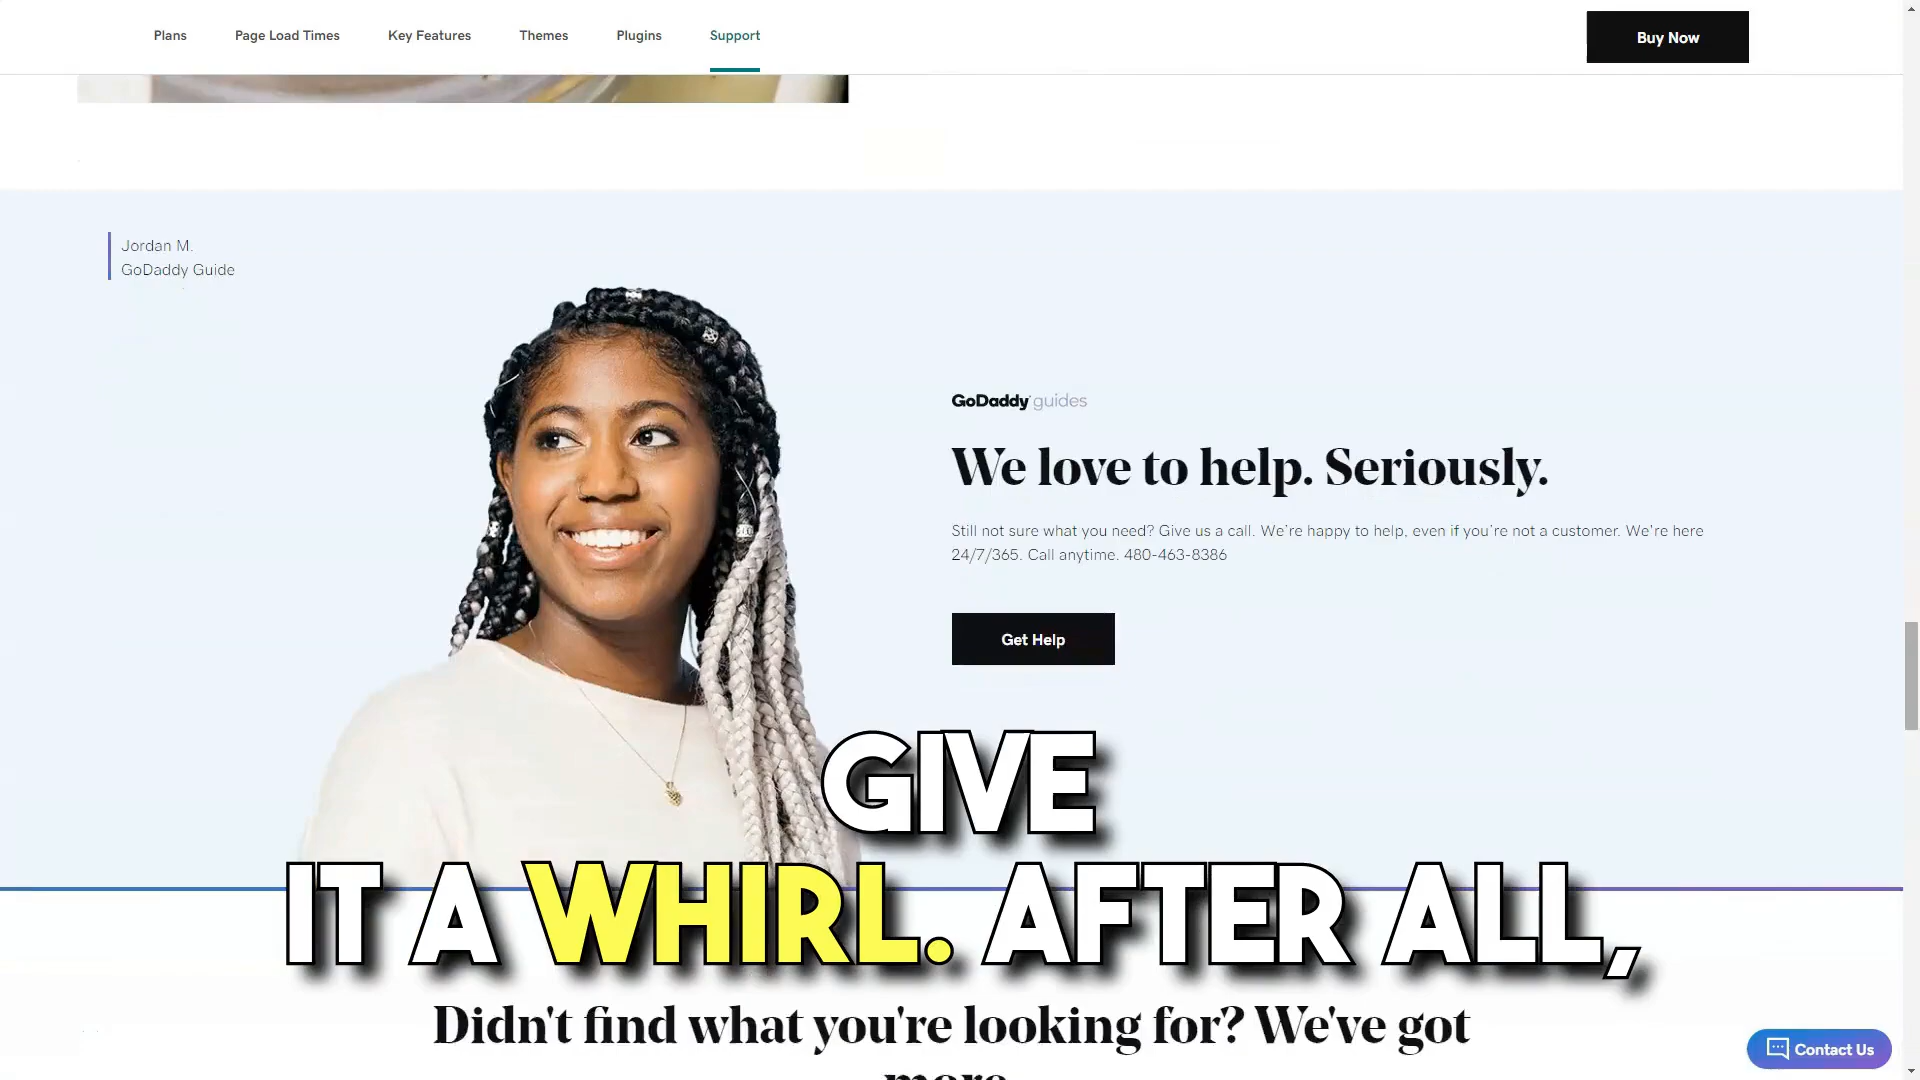 Plans Page Load Times Key Features Themes Plugins Support Buy Now
Jordan M.
GoDaddy Guide
GoDaddy guides
We love to help. Seriously.
Still not sure what you need? Give us a call. We're happy to help, even if you're not a customer. We're here
24/7/365. Call anytime. 480-463-8386
Get Help
GIVE
IT A WHIRL. AFTER ALL,
Didn't find what you're looking for? We've got
more
Contact Us